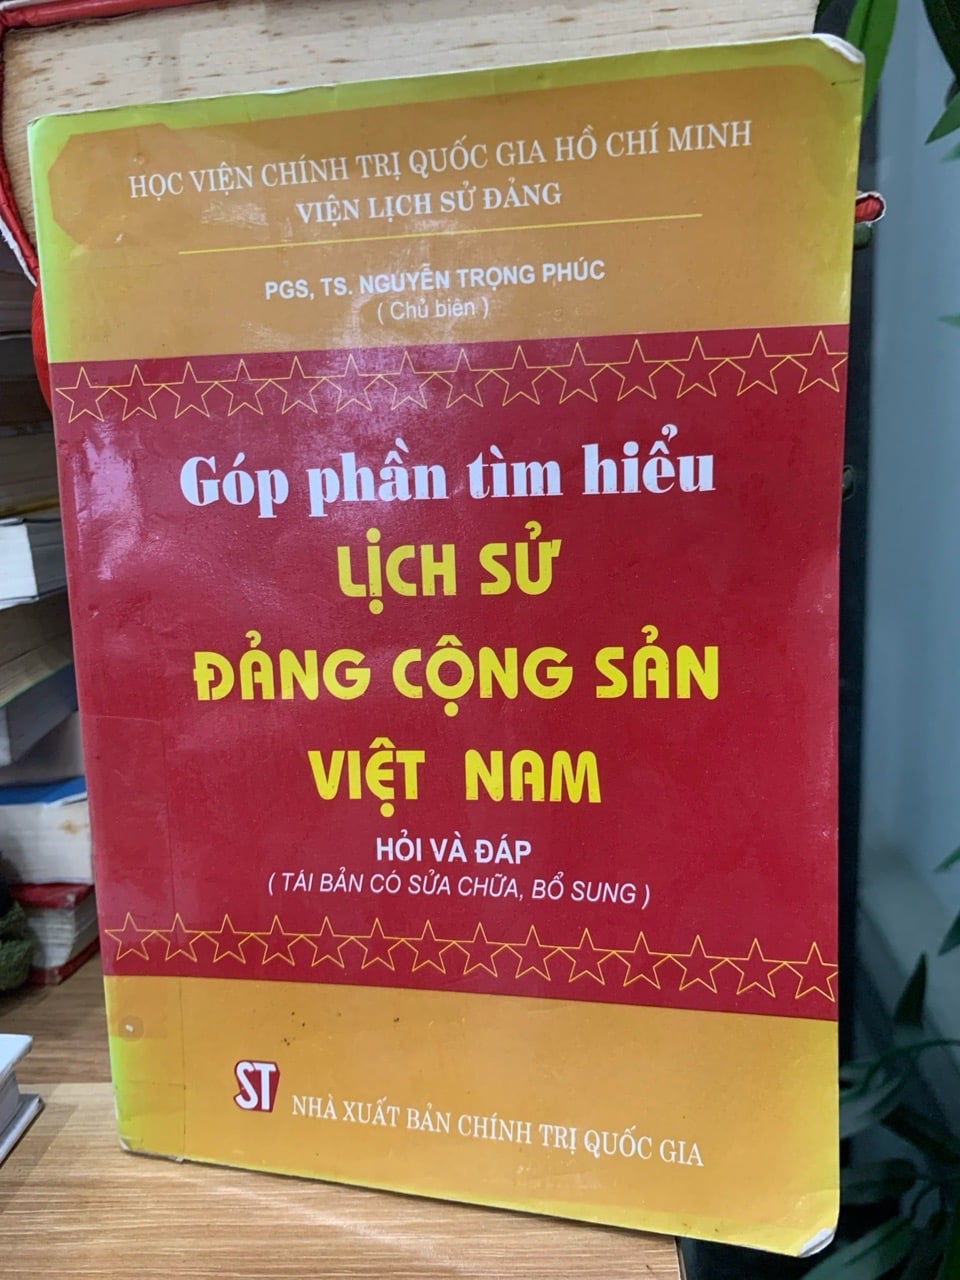 HỌC VIỆN CHÍNH TRỊ QUỐC GIA HỒ CHÍ MINH
VIỆN LỊCH SỬ ĐẢNG
PGS, TS. NGUYỄN TRỌNG PHÚC
( Chủ biên )
Góp phần tìm hiểu
LỊCH SỬ
ĐẢNG CỘNG SẢN
VIỆT NAM
HỎI VÀ ĐÁP
( TÁI BẢN CÓ SỬA CHỮA, BỔ SUNG )
ST NHÀ XUẤT BẢN CHÍNH TRỊ QUỐC GIA